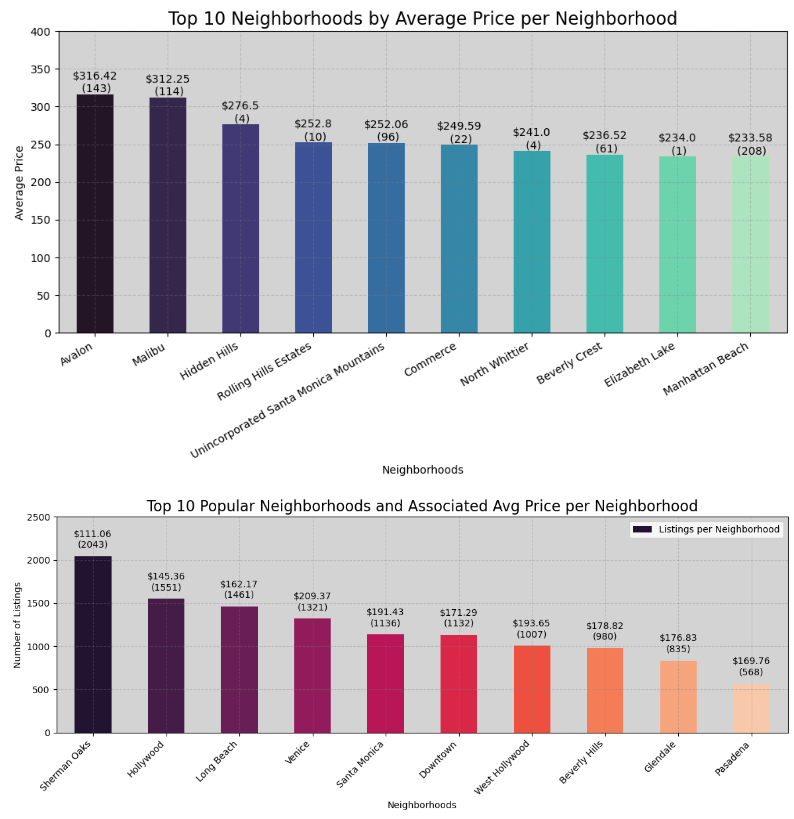 Top 10 Neighborhoods by Average Price per Neighborhood
400
350
300
250
200
150
100
50
0
Average Price
$316.42
(143)
$312.25
(114)
$276.5
(4)
$252.8
(10)
$252.06
(96)
$249.59
(22)
$241.0
(4)
$236.52
(61)
$234.0
(1)
$233.58
(208)
Avalon
Malibu
Hidden Hills
Rolling Hills Estates
Unincorporated Santa Monica Mountains
Commerce
North Whittier
Beverly Crest
Elizabeth Lake
Manhattan Beach
Neighborhoods
Top 10 Popular Neighborhoods and Associated Avg Price per Neighborhood
2500
2000
1500
1000
500
0
Number of Listings
Listings per Neighborhood
$111.06
(2043)
$145.36
(1551)
$162.17
(1461)
$209.37
(1321)
$191.43
(1136)
$171.29
(1132)
$193.65
(1007)
$178.82
(980)
$176.83
(835)
$169.76
(568)
Sherman Oaks
Hollywood
Long Beach
Venice
Santa Monica
Downtown
West Hollywood
Beverly Hills
Glendale
Pasadena
Neighborhoods